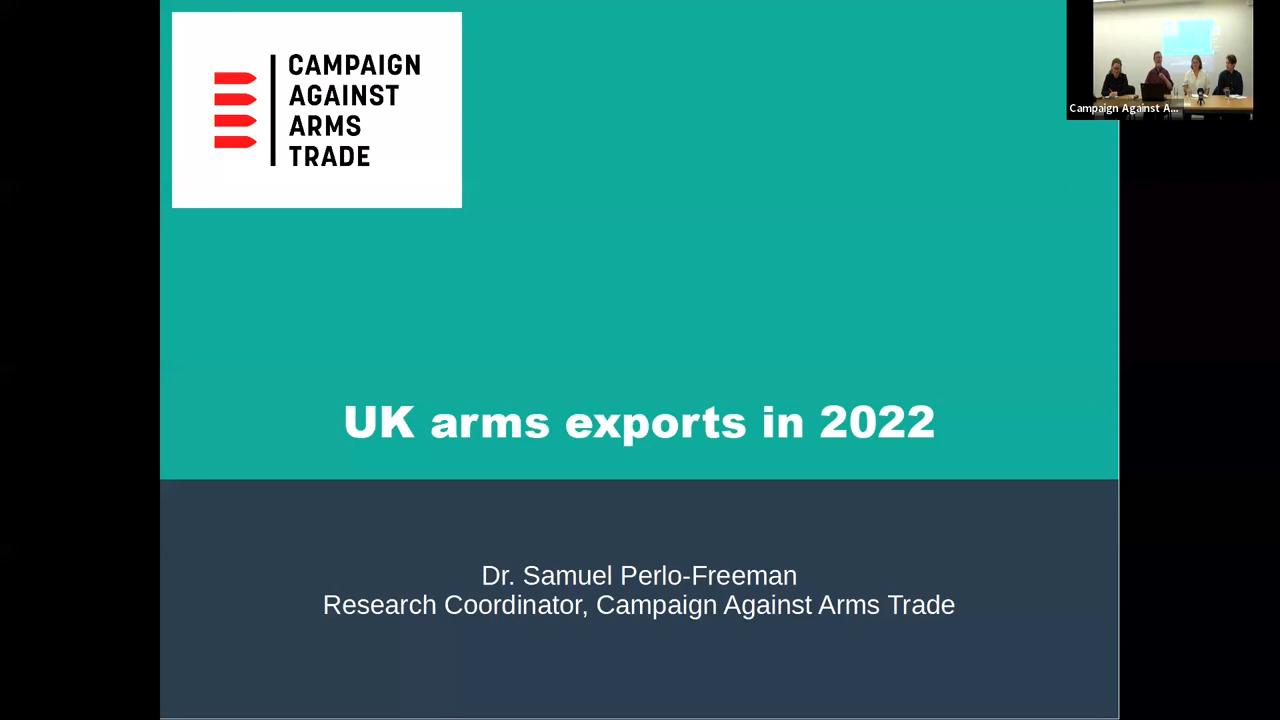 CAMPAIGN
AGAINST
ARMS
TRADE
Campaign Against A...
UK arms exports in 2022
Dr. Samuel Perlo-Freeman
Research Coordinator, Campaign Against Arms Trade